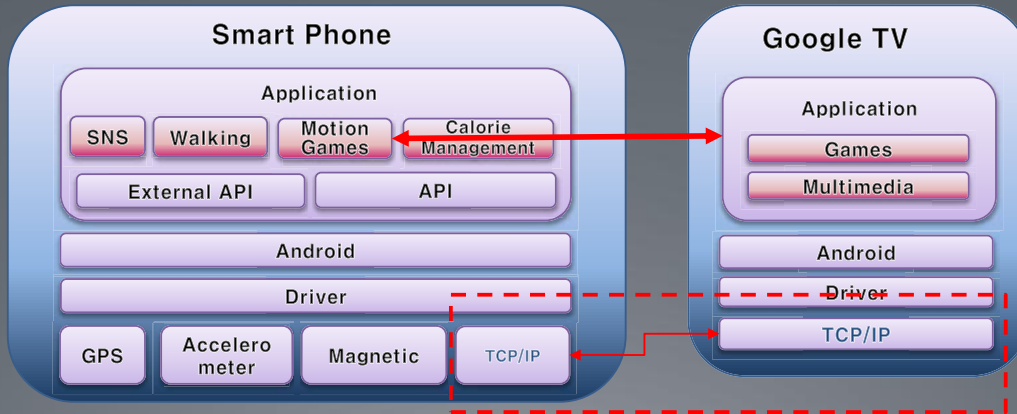 Smart Phone
Application
SNS
Walking
Motion
Games
Calorie
Management
External API
API
Android
Driver
GPS
Accelero
meter
Magnetic
TCP/IP
Google TV
Application
Games
Multimedia
Android
Driver
TCP/IP